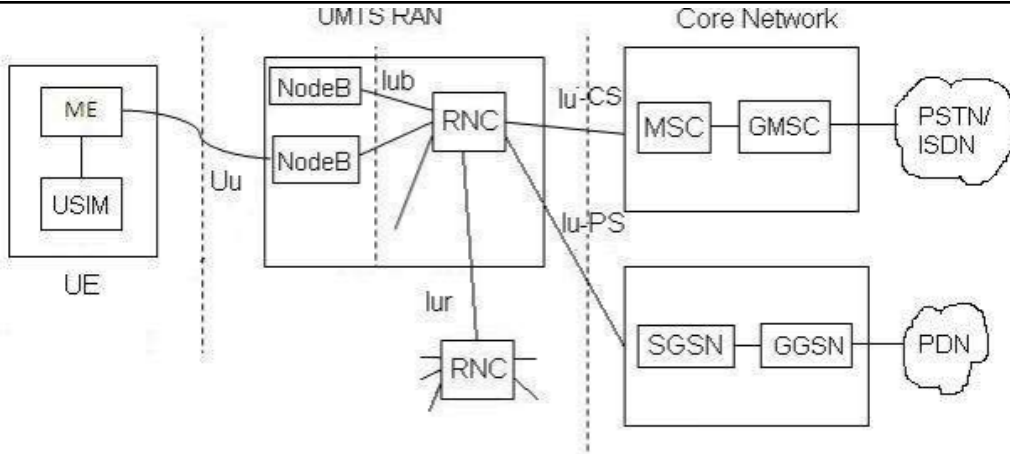 UMTS RAN
Core Network
ME
USIM
UE
Uu
NodeB
NodeB
Iub
RNC
Iur
RNC
Iu-CS
Iu-PS
MSC
GMSC
PSTN/
ISDN
SGSN
GGSN
PDN